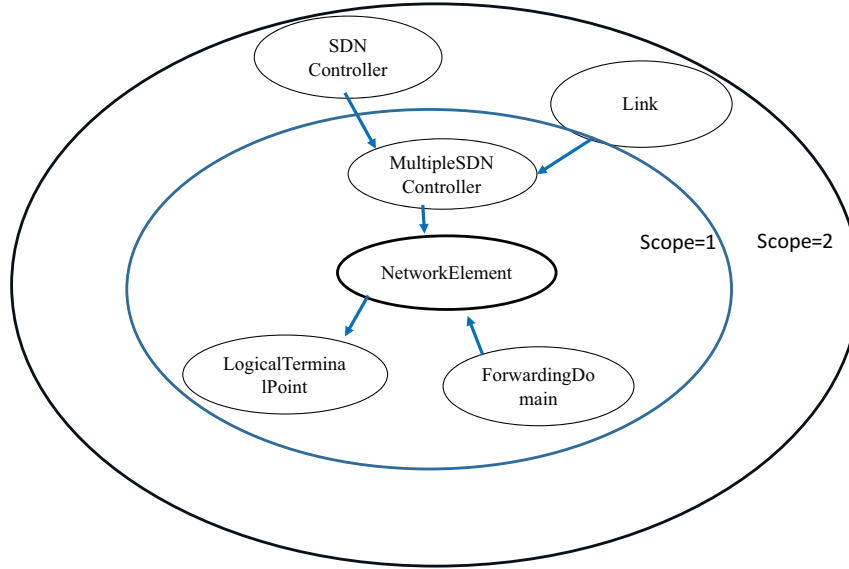 SDN
Controller
Link
MultipleSDN
Controller
Scope=1
Scope=2
NetworkElement
LogicalTermina
lPoint
ForwardingDo
main